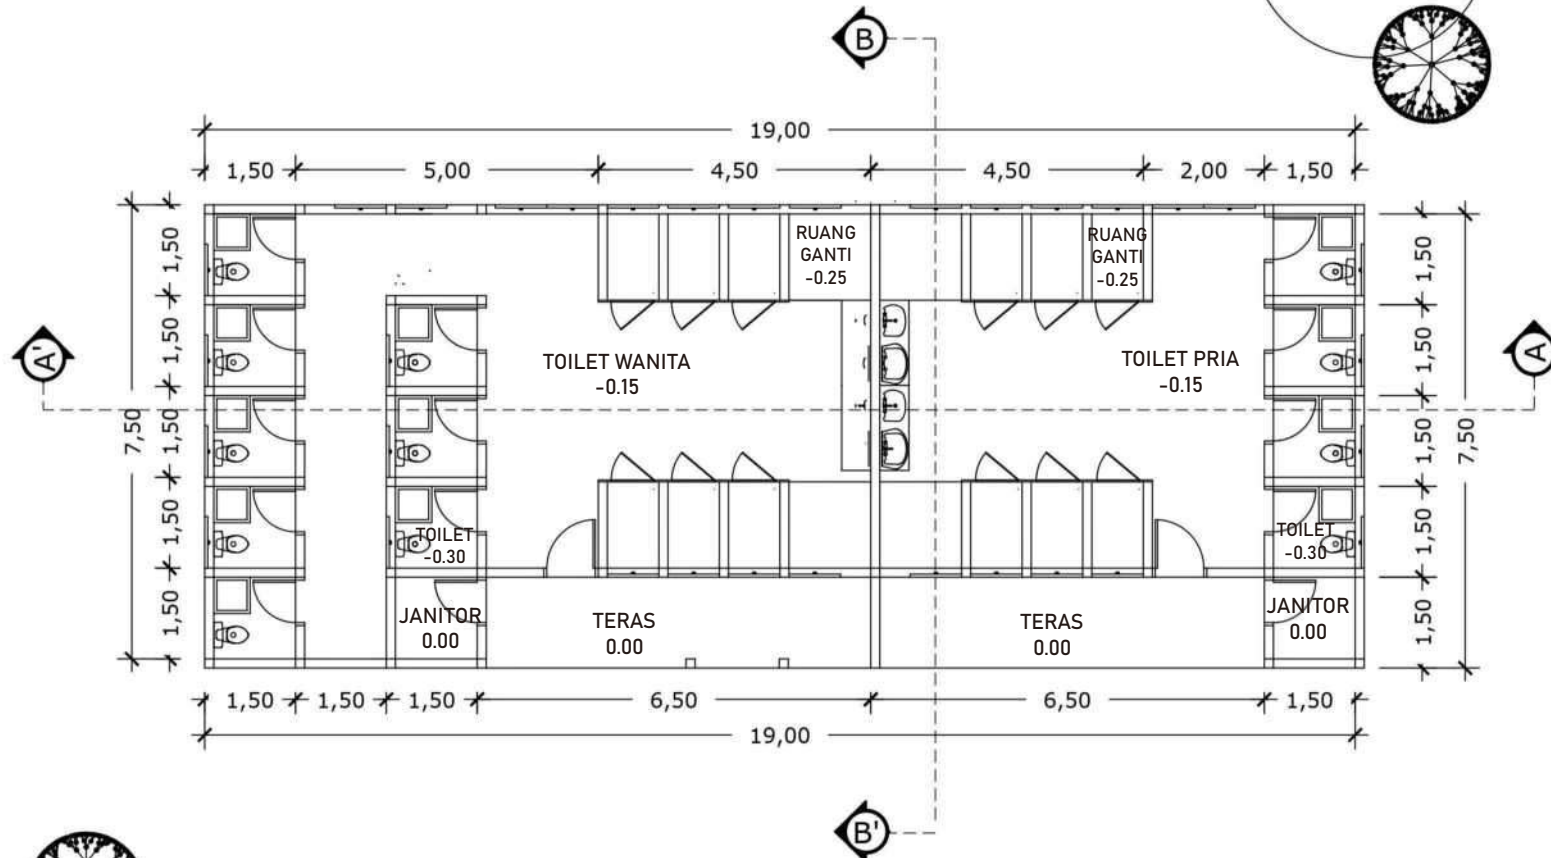 B
19,00
1,50 5,00 4,50 4,50 2,00 1,50
RUANG
GANTI
-0.25
RUANG
GANTI
-0.25
1,50
1,50
1,50
1,50
1,50
7,50
A'
TOILET WANITA
-0.15
TOILET PRIA
-0.15
A
1,50
1,50
1,50
1,50
1,50
7,50
TOILET
-0.30
TOILET
-0.30
JANITOR
0.00
TERAS
0.00
TERAS
0.00
JANITOR
0.00
1,50 1,50 1,50 6,50 6,50 1,50
19,00
B'